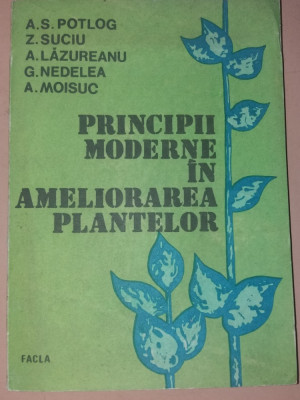 A.S. POTLOG
Z. SUCIU
A. LĂZUREANU
G. NEDELEA
A. MOISUC
PRINCIPII
MODERNE
ÎN
AMELIORAREA
PLANTELOR
FACLA